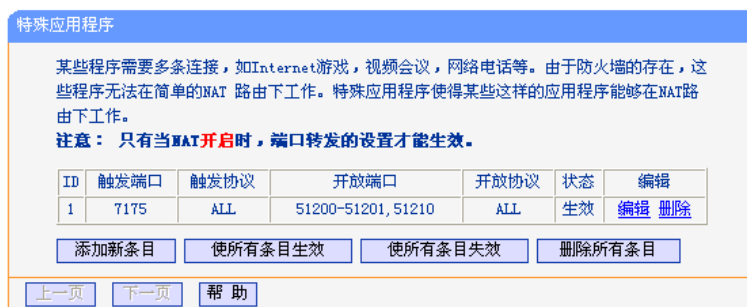 特殊应用程序
某些程序需要多条连接，如Internet游戏，视频会议，网络电话等。由于防火墙的存在，这
些程序无法在简单的NAT 路由下工作。特殊应用程序使得某些这样的应用程序能够在NAT路
由下工作。
注意： 只有当NAT开启时，端口转发的设置才能生效。
ID 触发端口 触发协议 开放端口 开放协议 状态 编辑
1 7175 ALL 51200-51201,51210 ALL 生效 编辑 删除
添加新条目 使所有条目生效 使所有条目失效 删除所有条目
上一页 下一页 帮 助